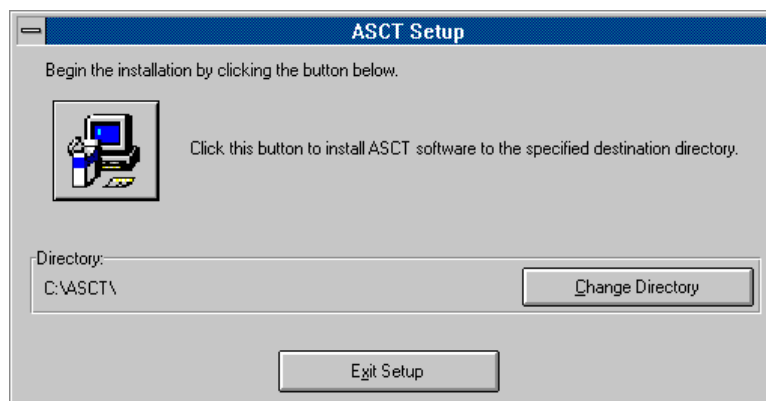 ASCT Setup
Begin the installation by clicking the button below.
Click this button to install ASCT software to the specified destination directory.
Directory:
C:\ASCT\
Change Directory
Exit Setup